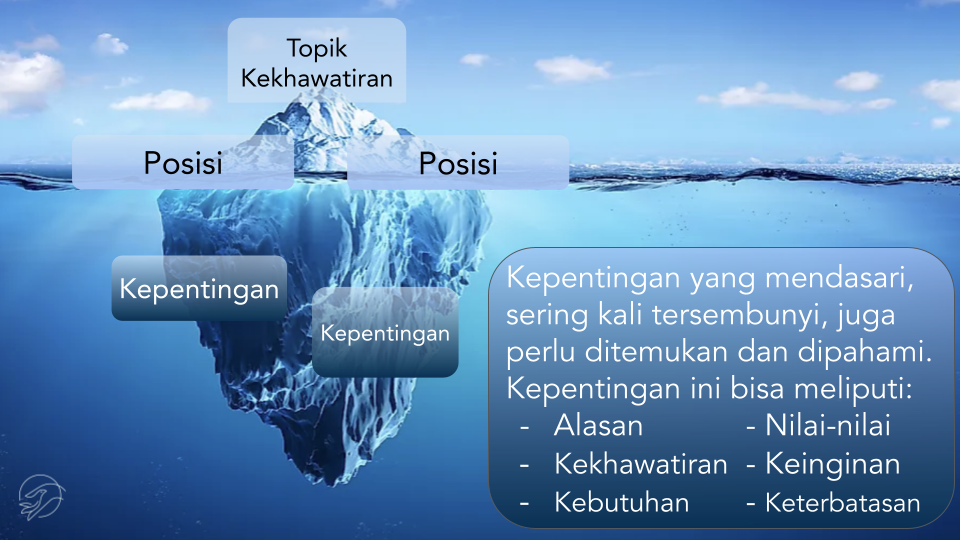 Topik
Kekhawatiran
Posisi
Posisi
Kepentingan
Kepentingan
Kepentingan yang mendasari,
sering kali tersembunyi, juga
perlu ditemukan dan dipahami.
Kepentingan ini bisa meliputi:
- Alasan - Nilai-nilai
- Kekhawatiran - Keinginan
- Kebutuhan - Keterbatasan